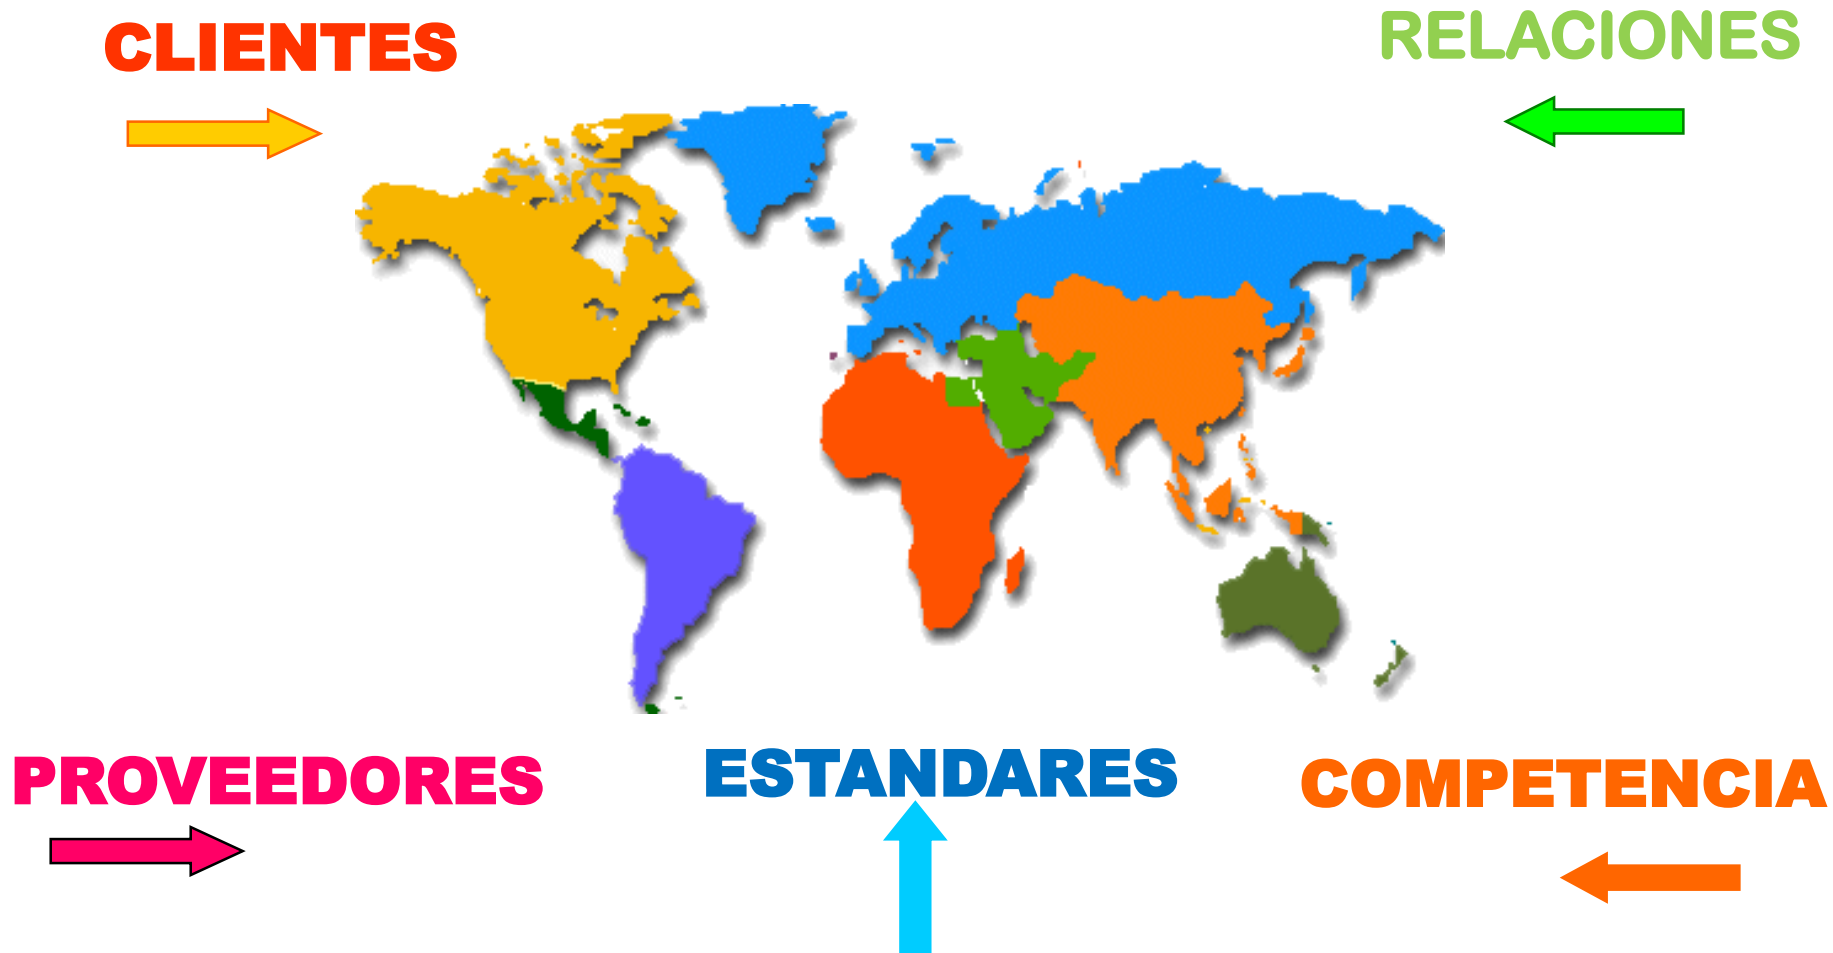 CLIENTES
RELACIONES
PROVEEDORES
ESTANDARES
COMPETENCIA